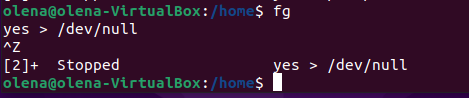 olena@olena-VirtualBox:/home$ fg
yes > /dev/null
^Z
[2]+  Stopped                 yes > /dev/null
olena@olena-VirtualBox:/home$